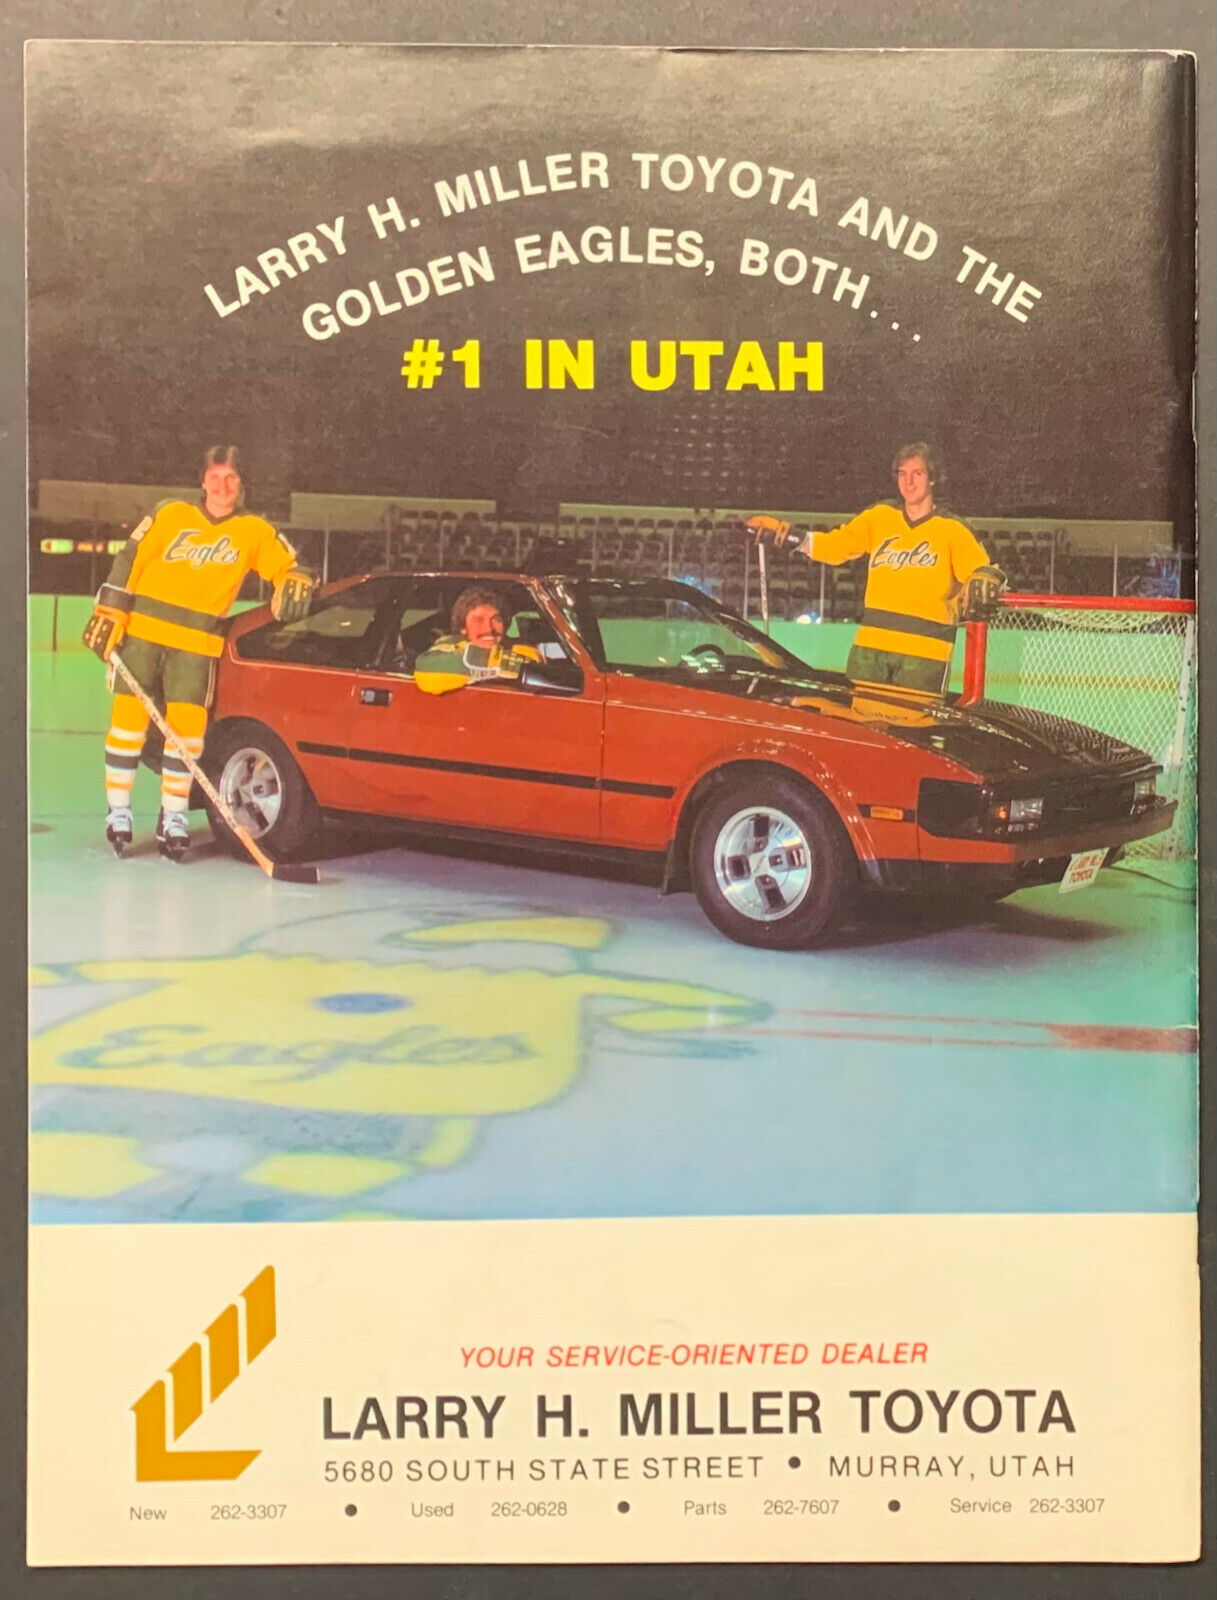 LARRY H. MILLER TOYOTA AND THE
GOLDEN EAGLES, BOTH...
#1 IN UTAH
Eagles
Eagles
TOYOTA
Eagles
YOUR SERVICE-ORIENTED DEALER
LARRY H. MILLER TOYOTA
5680 SOUTH STATE STREET • MURRAY, UTAH
New 262-3307 • Used 262-0628 • Parts 262-7607 • Service 262-3307